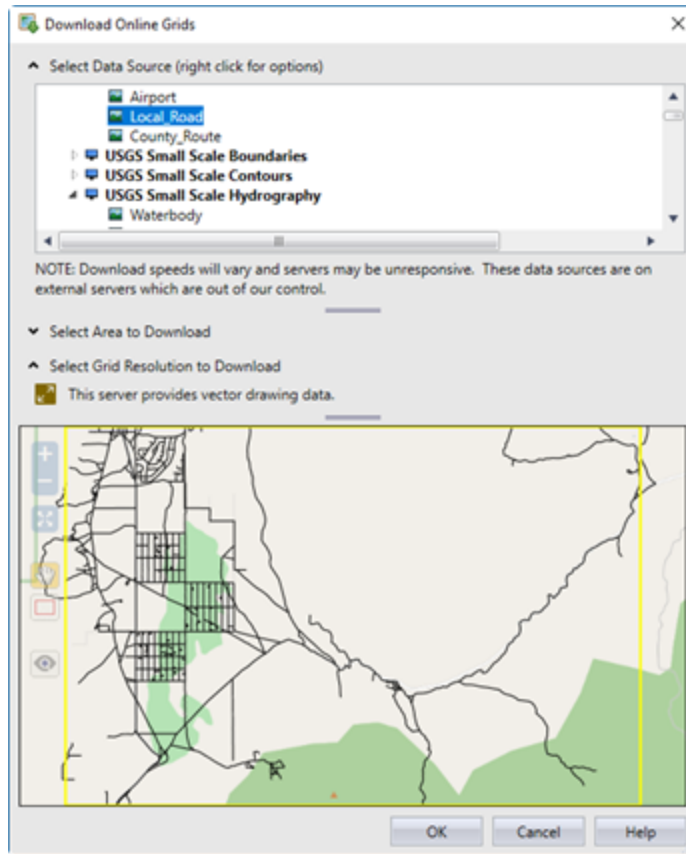 Download Online Grids
Select Data Source (right click for options)
Airport
Local_Road
County_Route
USGS Small Scale Boundaries
USGS Small Scale Contours
USGS Small Scale Hydrography
Waterbody
NOTE: Download speeds will vary and servers may be unresponsive. These data sources are on
external servers which are out of our control.
Select Area to Download
Select Grid Resolution to Download
This server provides vector drawing data.
OK Cancel Help